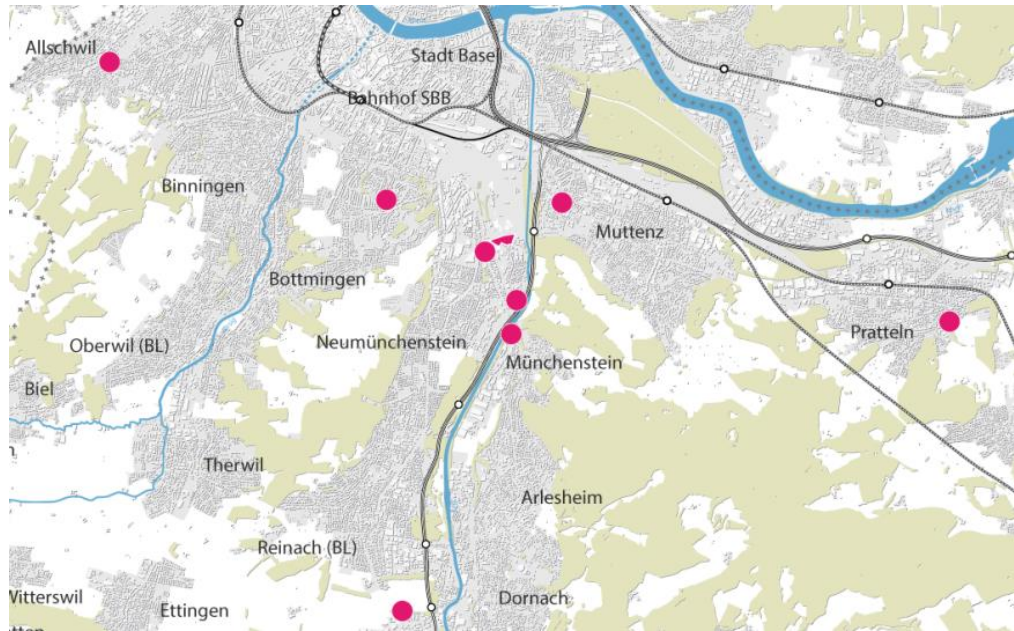 Allschwil
Stadt Base
Bahnhof SBB
Binningen
Muttenz
Bottmingen
Neumünchenstein
Pratteln
Oberwil (BL)
Münchenstein
Biel
Therwil
Arlesheim
Reinach (BL)
Witterswil
Ettingen
Dornach